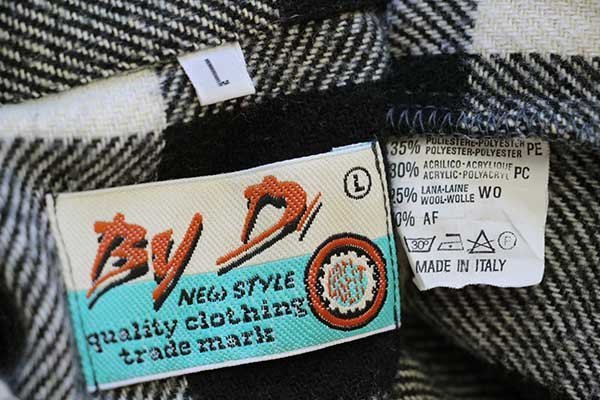 L
L
By D
NEW STYLE
quality clothing
trade mark
35% POLIESTERE-POLYESTER PE
POLYESTER-POLYESTER
30% ACRILICO-ACRYLIQUE PC
ACRYLIC-POLYACRYL
25% LANA-LAINE WO
WOOL-WOLLE
10% AF
30° P
MADE IN ITALY